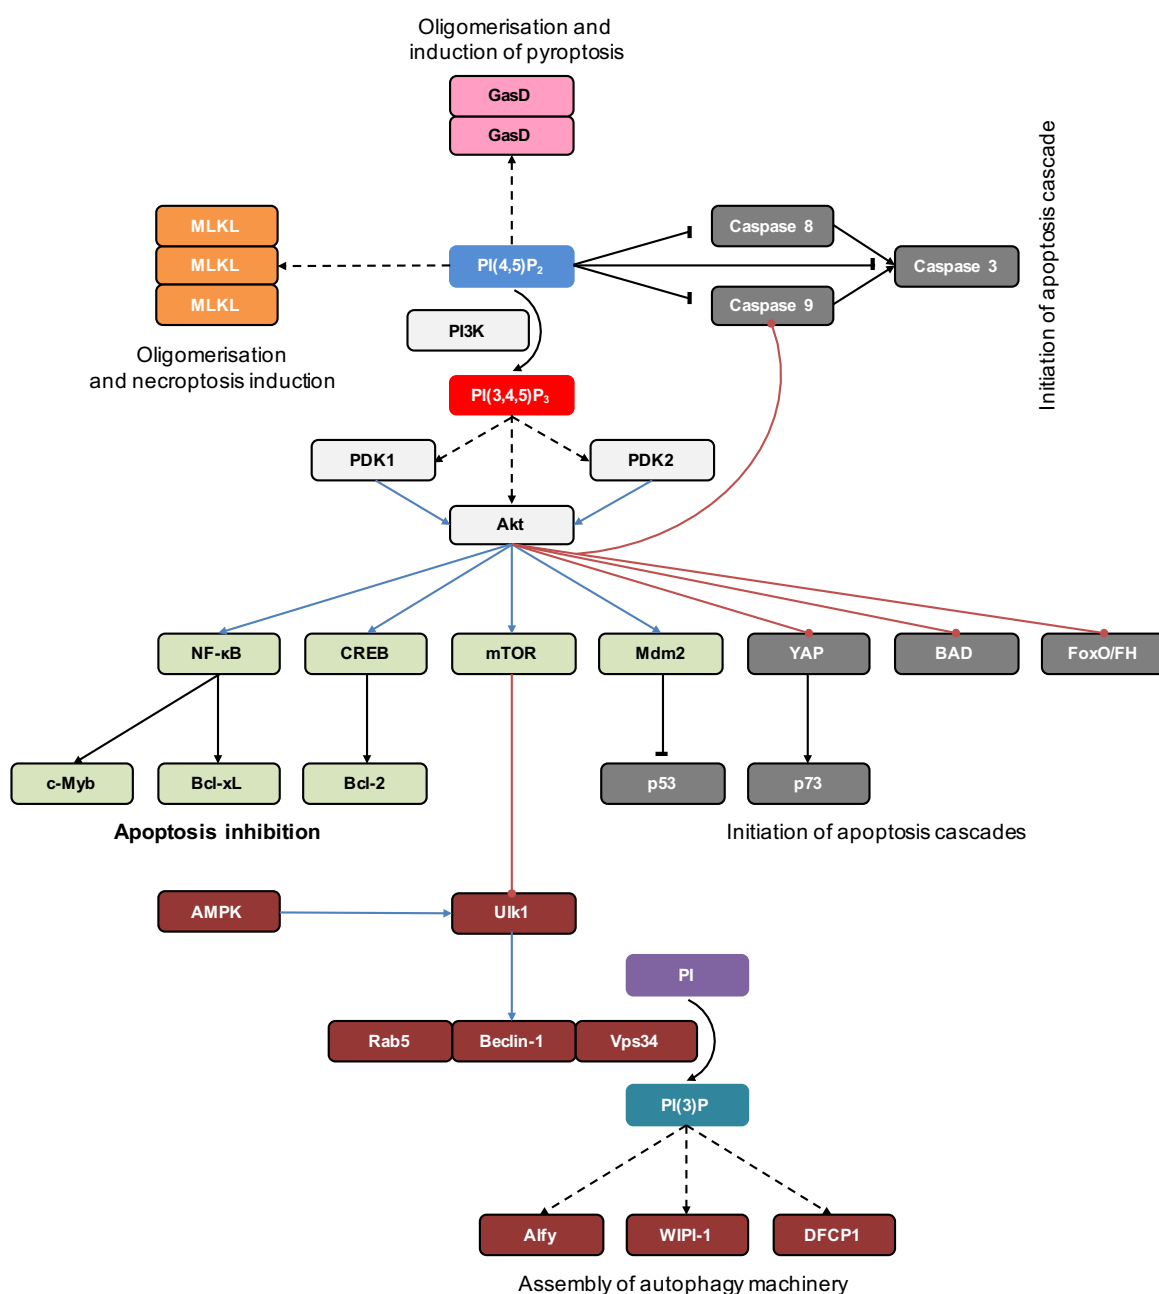 Oligomerisation and
induction of pyroptosis
GasD
GasD
Initiation of apoptosis cascade
MLKL
MLKL
MLKL
PI(4,5)P₂
Caspase 8
Caspase 3
Caspase 9
PI3K
Oligomerisation
and necroptosis induction
PI(3,4,5)P₃
PDK1
PDK2
Akt
NF-κB
CREB
mTOR
Mdm2
YAP
BAD
FoxO/FH
c-Myb
Bcl-xL
Bcl-2
p53
p73
Apoptosis inhibition
Initiation of apoptosis cascades
AMPK
Ulk1
PI
Rab5
Beclin-1
Vps34
PI(3)P
Alfy
WIPI-1
DFCP1
Assembly of autophagy machinery